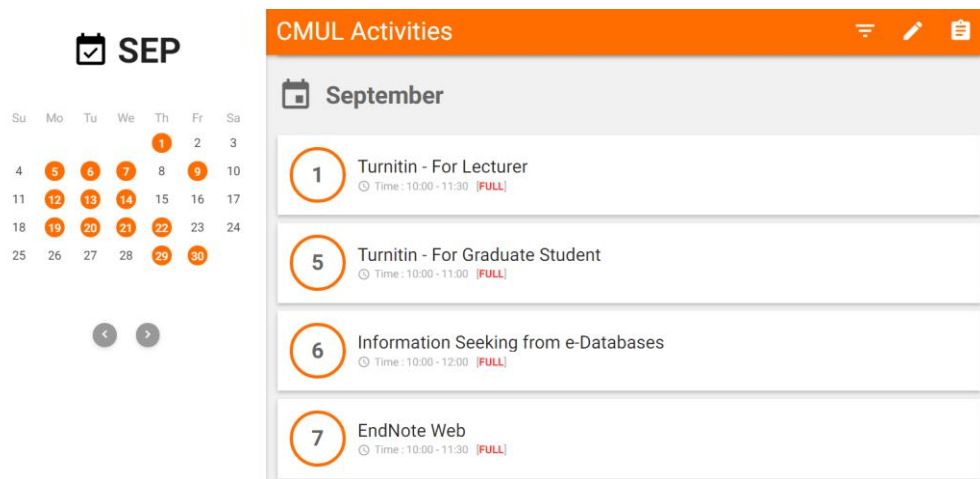 SEP
Su Mo Tu We Th Fr Sa
1 2 3
4 5 6 7 8 9 10
11 12 13 14 15 16 17
18 19 20 21 22 23 24
25 26 27 28 29 30
CMUL Activities
September
1
Turnitin - For Lecturer
Time : 10:00 - 11:30 [FULL]
5
Turnitin - For Graduate Student
Time : 10:00 - 11:00 [FULL]
6
Information Seeking from e-Databases
Time : 10:00 - 12:00 [FULL]
7
EndNote Web
Time : 10:00 - 11:30 [FULL]